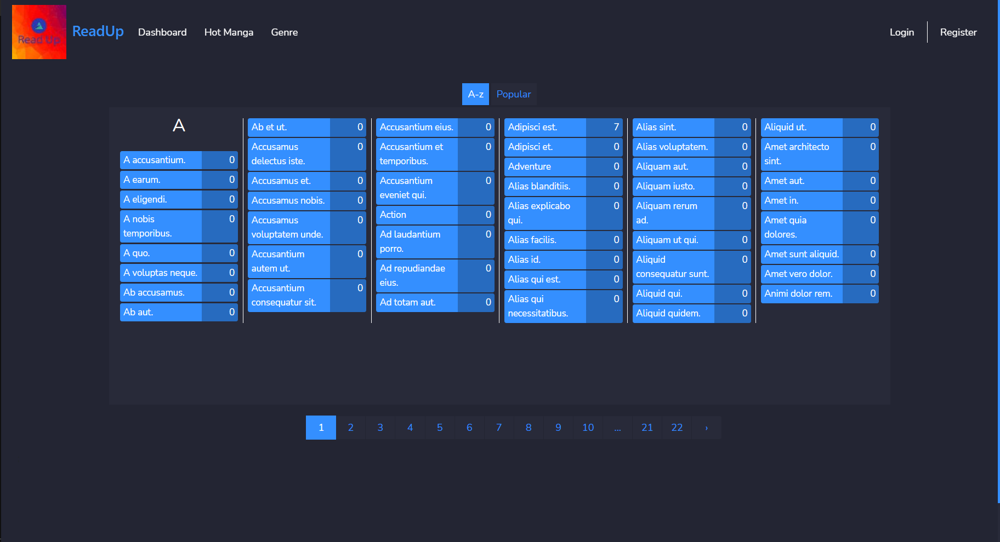 Read Up
ReadUp
Dashboard
Hot Manga
Genre
Login
Register
A-z
Popular
A
A accusantium. 0
A earum. 0
A eligendi. 0
A nobis 0
temporibus.
A quo. 0
A voluptas neque. 0
Ab accusamus. 0
Ab aut. 0
Ab et ut. 0
Accusamus 0
delectus iste.
Accusamus et. 0
Accusamus nobis. 0
Accusamus 0
voluptatem unde.
Accusantium 0
autem ut.
Accusantium 0
consequatur sit.
Accusantium eius. 0
Accusantium et 0
temporibus.
Accusantium 0
eveniet qui.
Action 0
Ad laudantium 0
porro.
Ad repudiandae 0
eius.
Ad totam aut. 0
Adipisci est. 7
Adipisci et. 0
Adventure 0
Alias blanditiis. 0
Alias explicabo 0
qui.
Alias facilis. 0
Alias id. 0
Alias qui est. 0
Alias qui 0
necessitatibus.
Alias sint. 0
Alias voluptatem. 0
Aliquam aut. 0
Aliquam iusto. 0
Aliquam rerum 0
ad.
Aliquam ut qui. 0
Aliquid 0
consequatur sunt.
Aliquid qui. 0
Aliquid quidem. 0
Aliquid ut. 0
Amet architecto 0
sint.
Amet aut. 0
Amet in. 0
Amet quia 0
dolores.
Amet sunt aliquid. 0
Amet vero dolor. 0
Animi dolor rem. 0
1 2 3 4 5 6 7 8 9 10 ... 21 22 ›